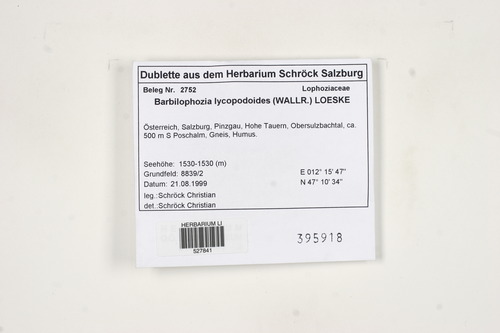 Dublette aus dem Herbarium Schröck Salzburg
Beleg Nr. 2752 Lophoziaceae
Barbilophozia lycopodoides (WALLR.) LOESKE
Österreich, Salzburg, Pinzgau, Hohe Tauern, Obersulzbachtal, ca.
500 m S Poschalm, Gneis, Humus.
Seehöhe: 1530-1530 (m)
Grundfeld: 8839/2 E 012° 15' 47"
Datum: 21.08.1999 N 47° 10' 34"
leg.:Schröck Christian
det.:Schröck Christian
HERBARIUM LI
527841
395918